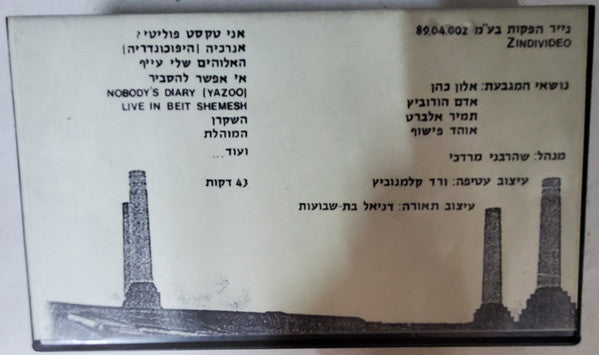 נייר הפקות בע״מ 89.04.002
ZINDIVIDEO
נושאי המגבעת: אלון כהן
אדם הורוביץ
תמיר אלברט
אוהד פישוף
מנהל: שהרבני מרדכי
עיצוב עטיפה: ורד קלמנוביץ
עיצוב תאורה: דניאל בת-שבועות
אני טקסט פוליטי?
אנרכיה (היפוכונדריה)
האלוהים שלי עייף
אי אפשר להסביר
NOBODY'S DIARY (YAZOO)
LIVE IN BEIT SHEMESH
השקרן
המוהלת
ועוד...
43 דקות